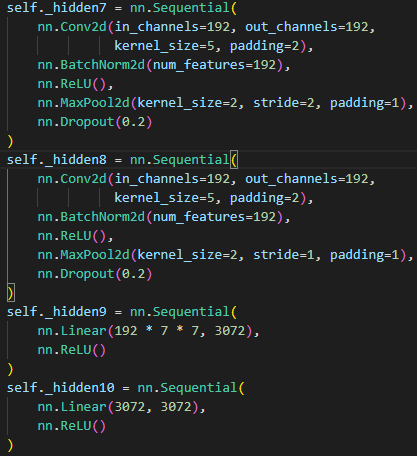 self._hidden7 = nn.Sequential(
    nn.Conv2d(in_channels=192, out_channels=192,
              kernel_size=5, padding=2),
    nn.BatchNorm2d(num_features=192),
    nn.ReLU(),
    nn.MaxPool2d(kernel_size=2, stride=2, padding=1),
    nn.Dropout(0.2)
)
self._hidden8 = nn.Sequential(
    nn.Conv2d(in_channels=192, out_channels=192,
              kernel_size=5, padding=2),
    nn.BatchNorm2d(num_features=192),
    nn.ReLU(),
    nn.MaxPool2d(kernel_size=2, stride=1, padding=1),
    nn.Dropout(0.2)
)
self._hidden9 = nn.Sequential(
    nn.Linear(192 * 7 * 7, 3072),
    nn.ReLU()
)
self._hidden10 = nn.Sequential(
    nn.Linear(3072, 3072),
    nn.ReLU()
)